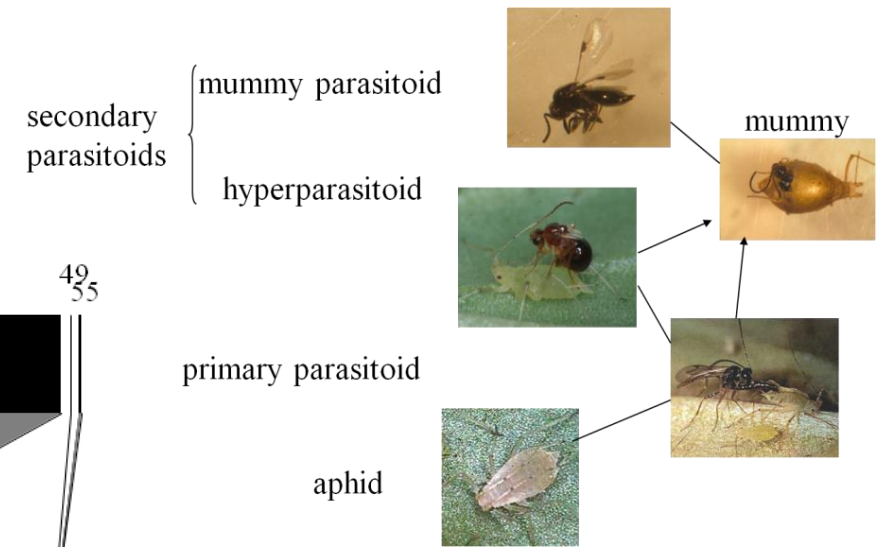 mummy parasitoid
secondary
parasitoids
mummy
hyperparasitoid
49
55
primary parasitoid
aphid